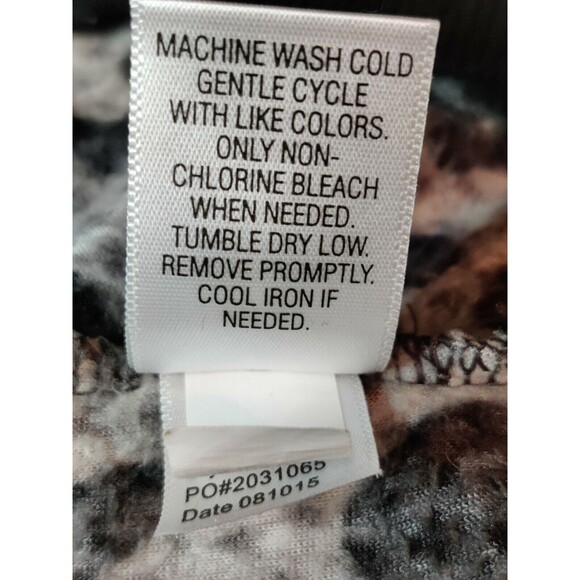 MACHINE WASH COLD
GENTLE CYCLE
WITH LIKE COLORS.
ONLY NON-
CHLORINE BLEACH
WHEN NEEDED.
TUMBLE DRY LOW.
REMOVE PROMPTLY.
COOL IRON IF
NEEDED.
PO#2031065
Date 081015